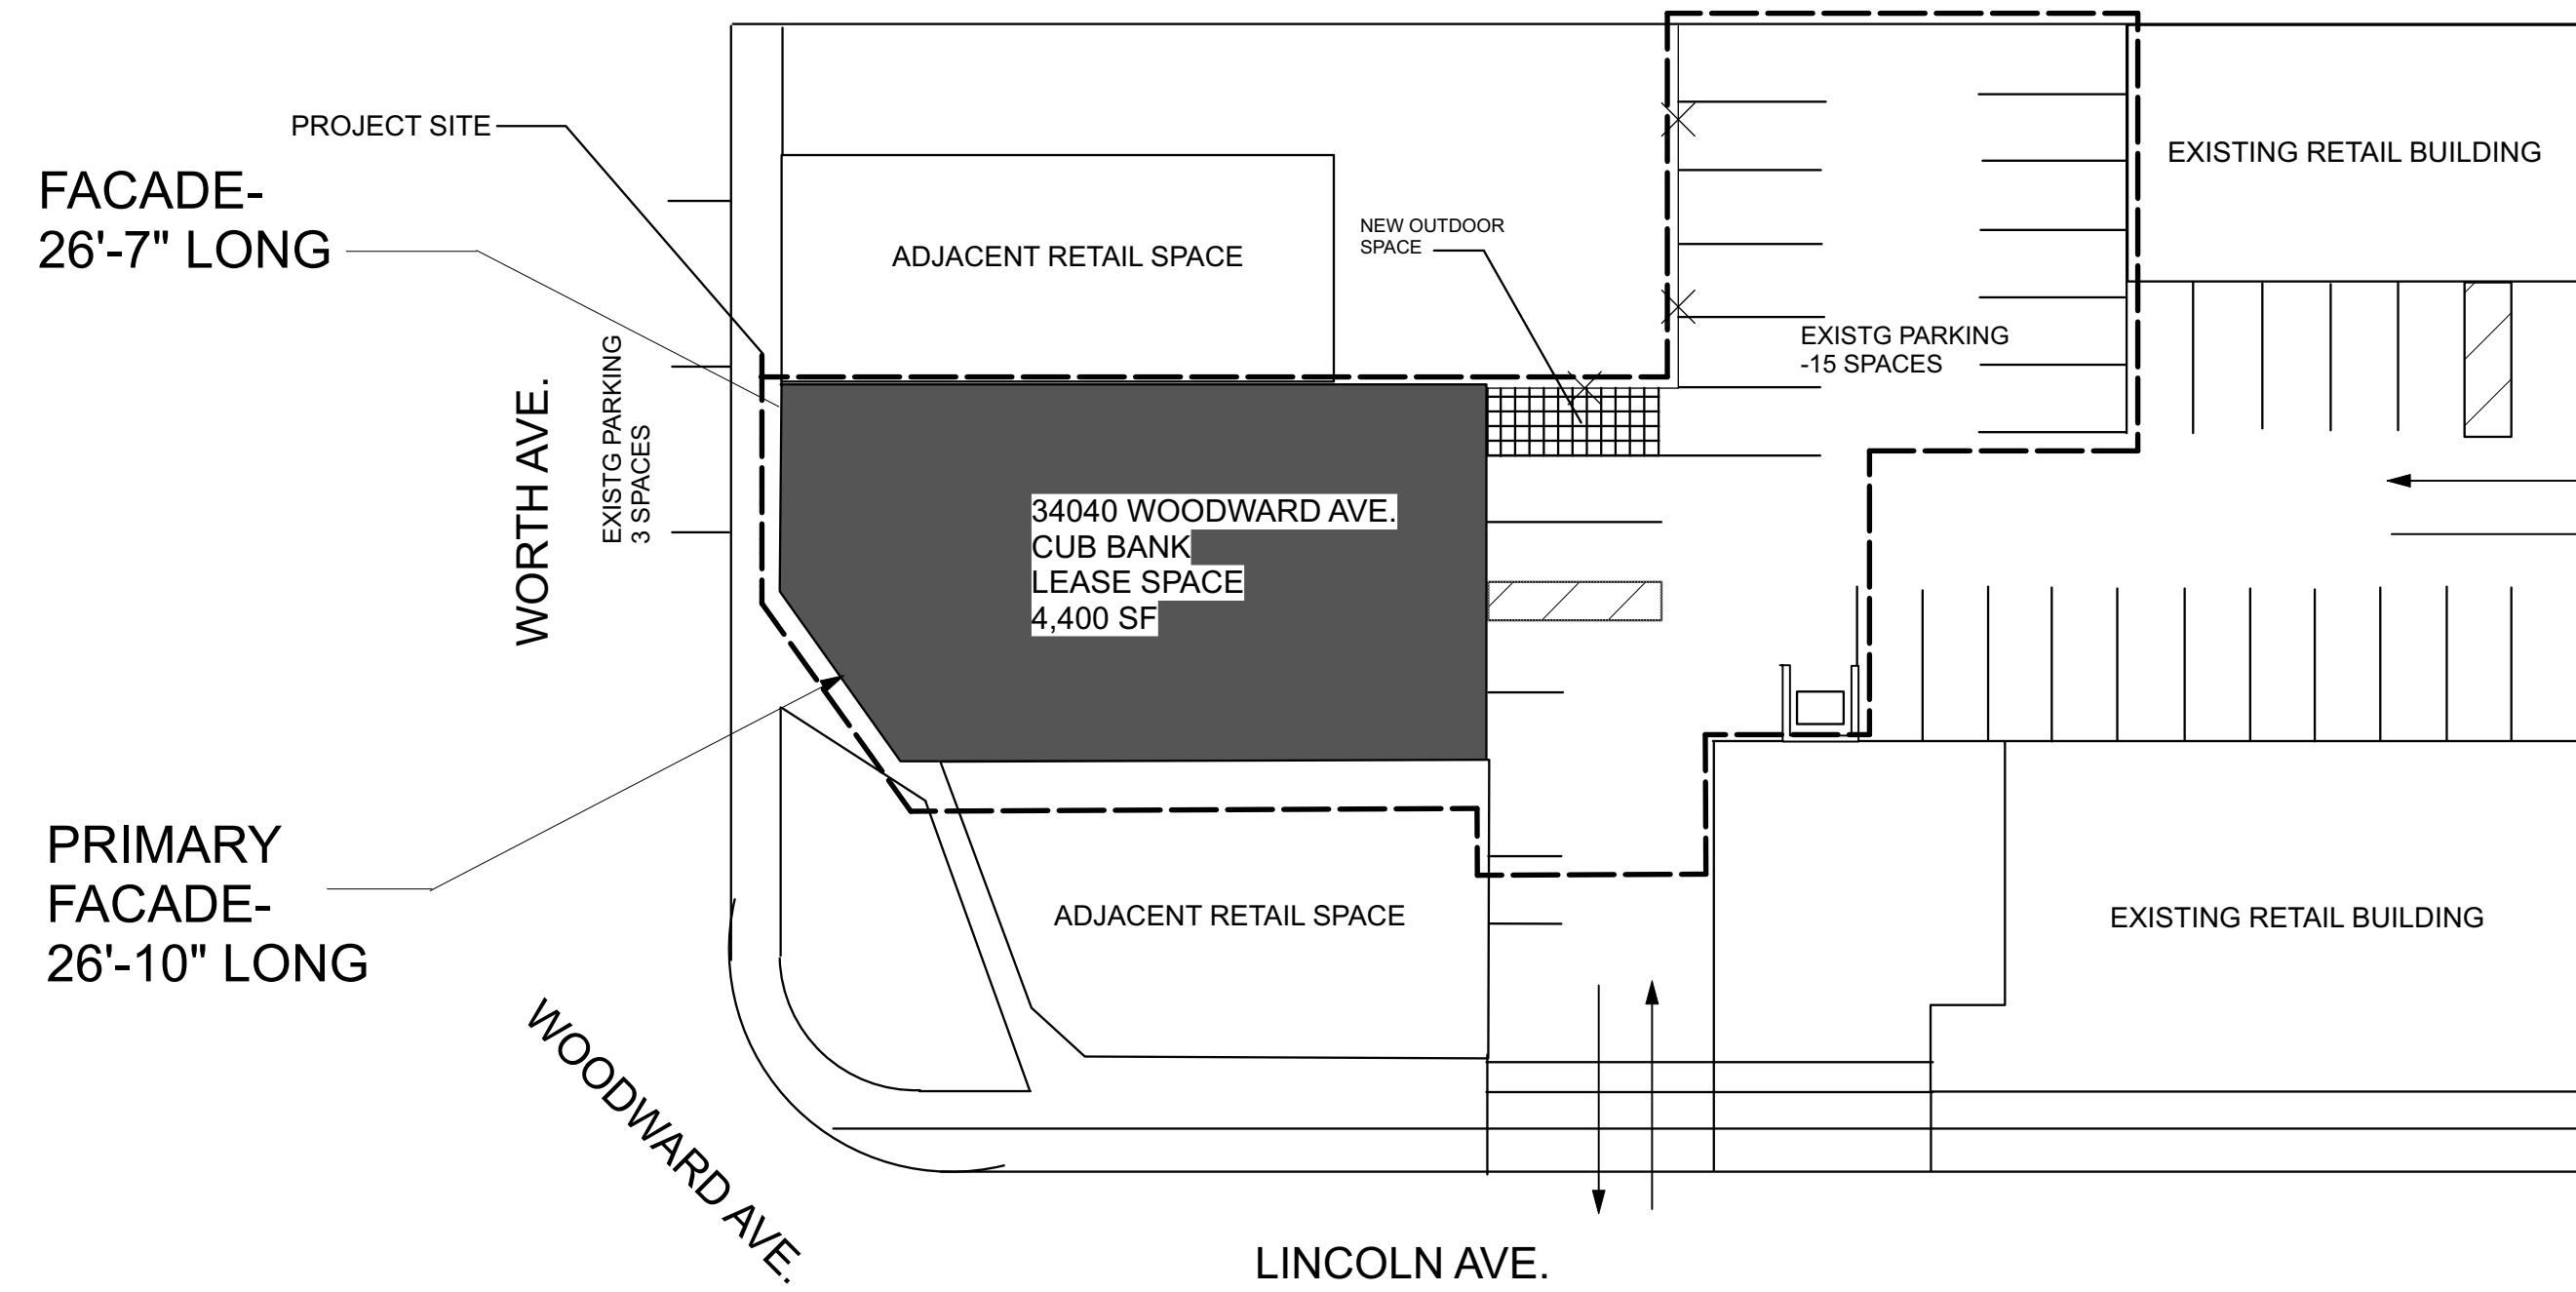 PROJECT SITE
FACADE-
26'-7" LONG
ADJACENT RETAIL SPACE
NEW OUTDOOR
SPACE
EXISTING RETAIL BUILDING
EXISTG PARKING
-15 SPACES
WORTH AVE.
EXISTG PARKING
3 SPACES
34040 WOODWARD AVE.
CUB BANK
LEASE SPACE
4,400 SF
PRIMARY
FACADE-
26'-10" LONG
ADJACENT RETAIL SPACE
EXISTING RETAIL BUILDING
WOODWARD AVE.
LINCOLN AVE.